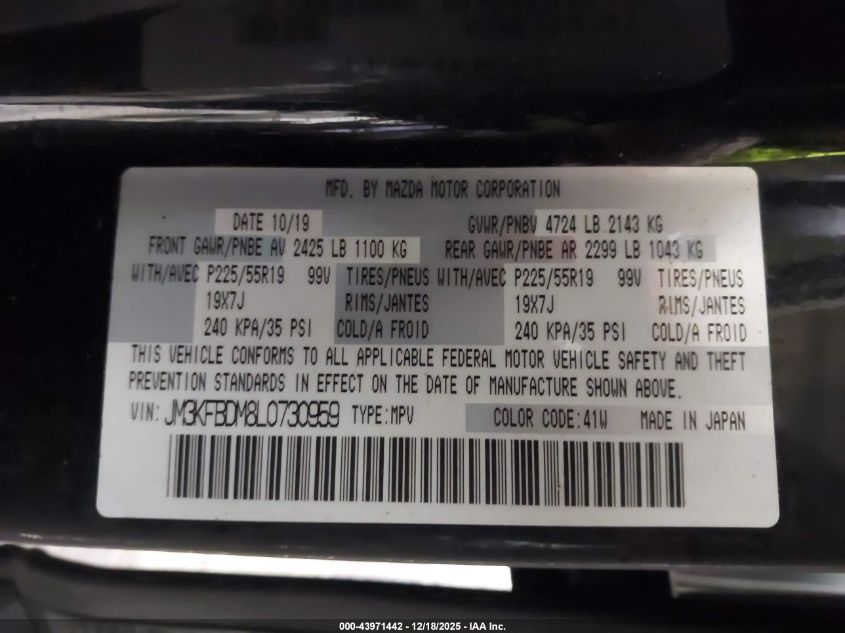 MFD. BY MAZDA MOTOR CORPORATION
DATE 10/19 GVWR/PNBV 4724 LB 2143 KG
FRONT GAWR/PNBE AV 2425 LB 1100 KG REAR GAWR/PNBE AR 2299 LB 1043 KG
WITH/AVEC P225/55R19 99V TIRES/PNEUS WITH/AVEC P225/55R19 99V TIRES/PNEUS
19X7J RIMS/JANTES 19X7J RIMS/JANTES
240 KPA/35 PSI COLD/A FROID 240 KPA/35 PSI COLD/A FROID
THIS VEHICLE CONFORMS TO ALL APPLICABLE FEDERAL MOTOR VEHICLE SAFETY AND THEFT
PREVENTION STANDARDS IN EFFECT ON THE DATE OF MANUFACTURE SHOWN ABOVE.
VIN: JM3KFBDM8L0730959 TYPE:MPV COLOR CODE:41W MADE IN JAPAN
000-43971442 - 12/18/2025 - IAA Inc.